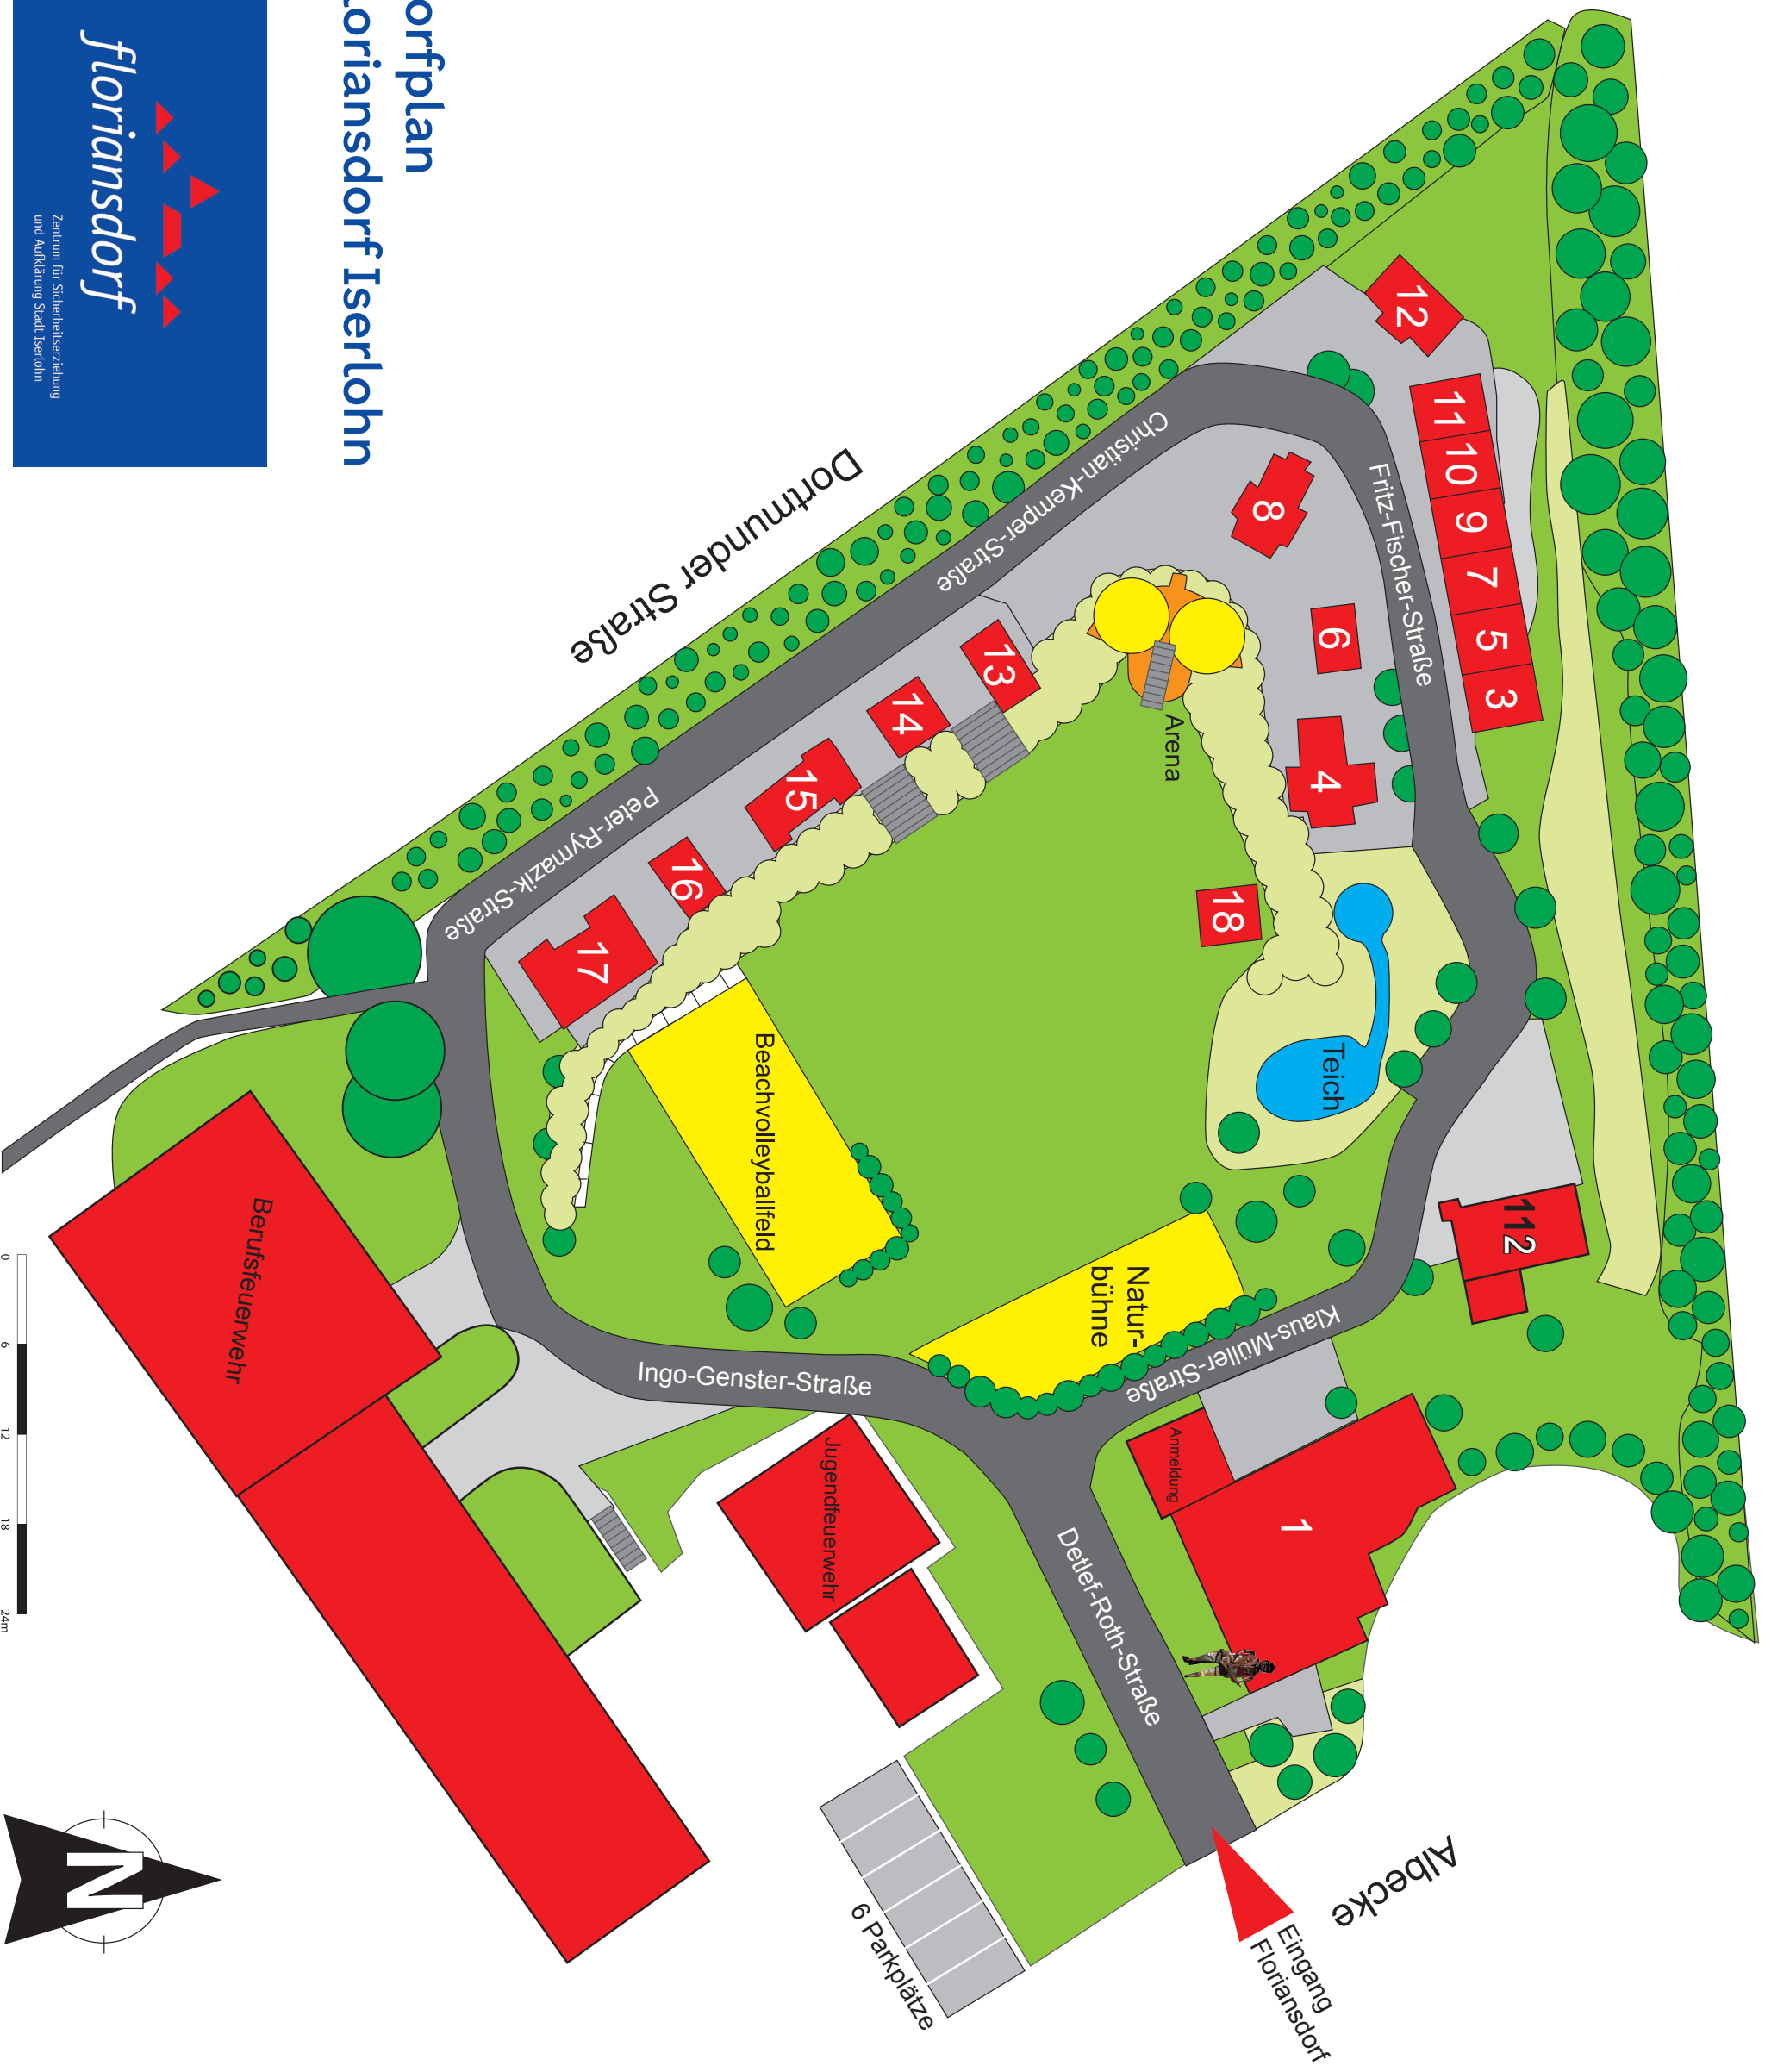 orfplan
loriansdorf Iserlohn
floriansdorf
Zentrum für Sicherheitserziehung
und Aufklärung Stadt Iserlohn
Dortmunder Straße
Christian-Kemper-Straße
Fritz-Fischer-Straße
Peter-Rymazik-Straße
12
11
10
9
7
5
3
8
6
4
13
14
15
16
17
18
Arena
Teich
112
Beachvolleyballfeld
Natur-
bühne
Klaus-Müller-Straße
Ingo-Genster-Straße
Detlef-Roth-Straße
Anmeldung
1
Berufsfeuerwehr
Jugendfeuerwehr
6 Parkplätze
Albecke
Eingang
Floriansdorf
0
6
12
18
24m
N